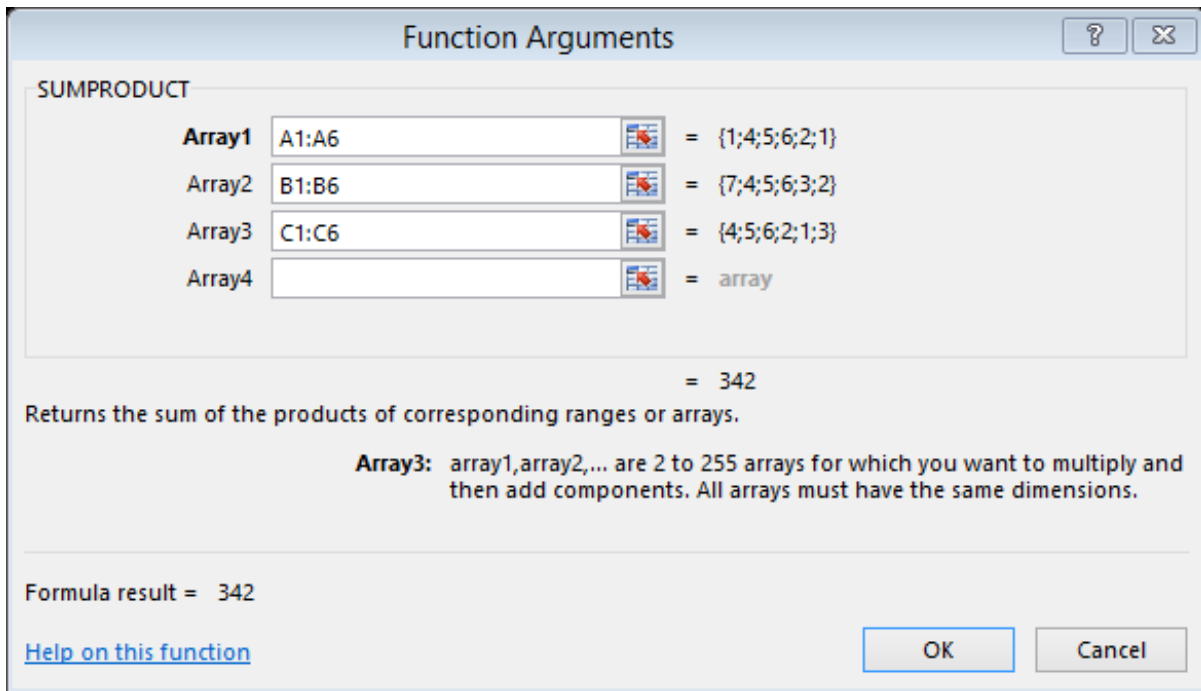 Function Arguments
SUMPRODUCT
Array1 A1:A6 = {1;4;5;6;2;1}
Array2 B1:B6 = {7;4;5;6;3;2}
Array3 C1:C6 = {4;5;6;2;1;3}
Array4 = array
= 342
Returns the sum of the products of corresponding ranges or arrays.
Array3: array1,array2,... are 2 to 255 arrays for which you want to multiply and
then add components. All arrays must have the same dimensions.
Formula result = 342
Help on this function OK Cancel